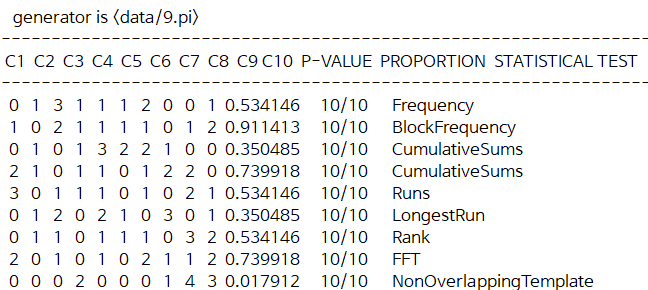 generator is 〈data/9.pi〉
C1 C2 C3 C4 C5 C6 C7 C8 C9 C10 P-VALUE PROPORTION STATISTICAL TEST
0 1 3 1 1 1 2 0 0 1 0.534146 10/10 Frequency
1 0 2 1 1 1 1 0 1 2 0.911413 10/10 BlockFrequency
0 1 0 1 3 2 2 1 0 0 0.350485 10/10 CumulativeSums
2 1 0 1 1 0 1 2 2 0 0.739918 10/10 CumulativeSums
3 0 1 1 1 0 1 0 2 1 0.534146 10/10 Runs
0 1 2 0 2 1 0 3 0 1 0.350485 10/10 LongestRun
0 1 1 0 1 1 1 0 3 2 0.534146 10/10 Rank
2 0 1 0 1 0 2 1 1 2 0.739918 10/10 FFT
0 0 0 2 0 0 0 1 4 3 0.017912 10/10 NonOverlappingTemplate